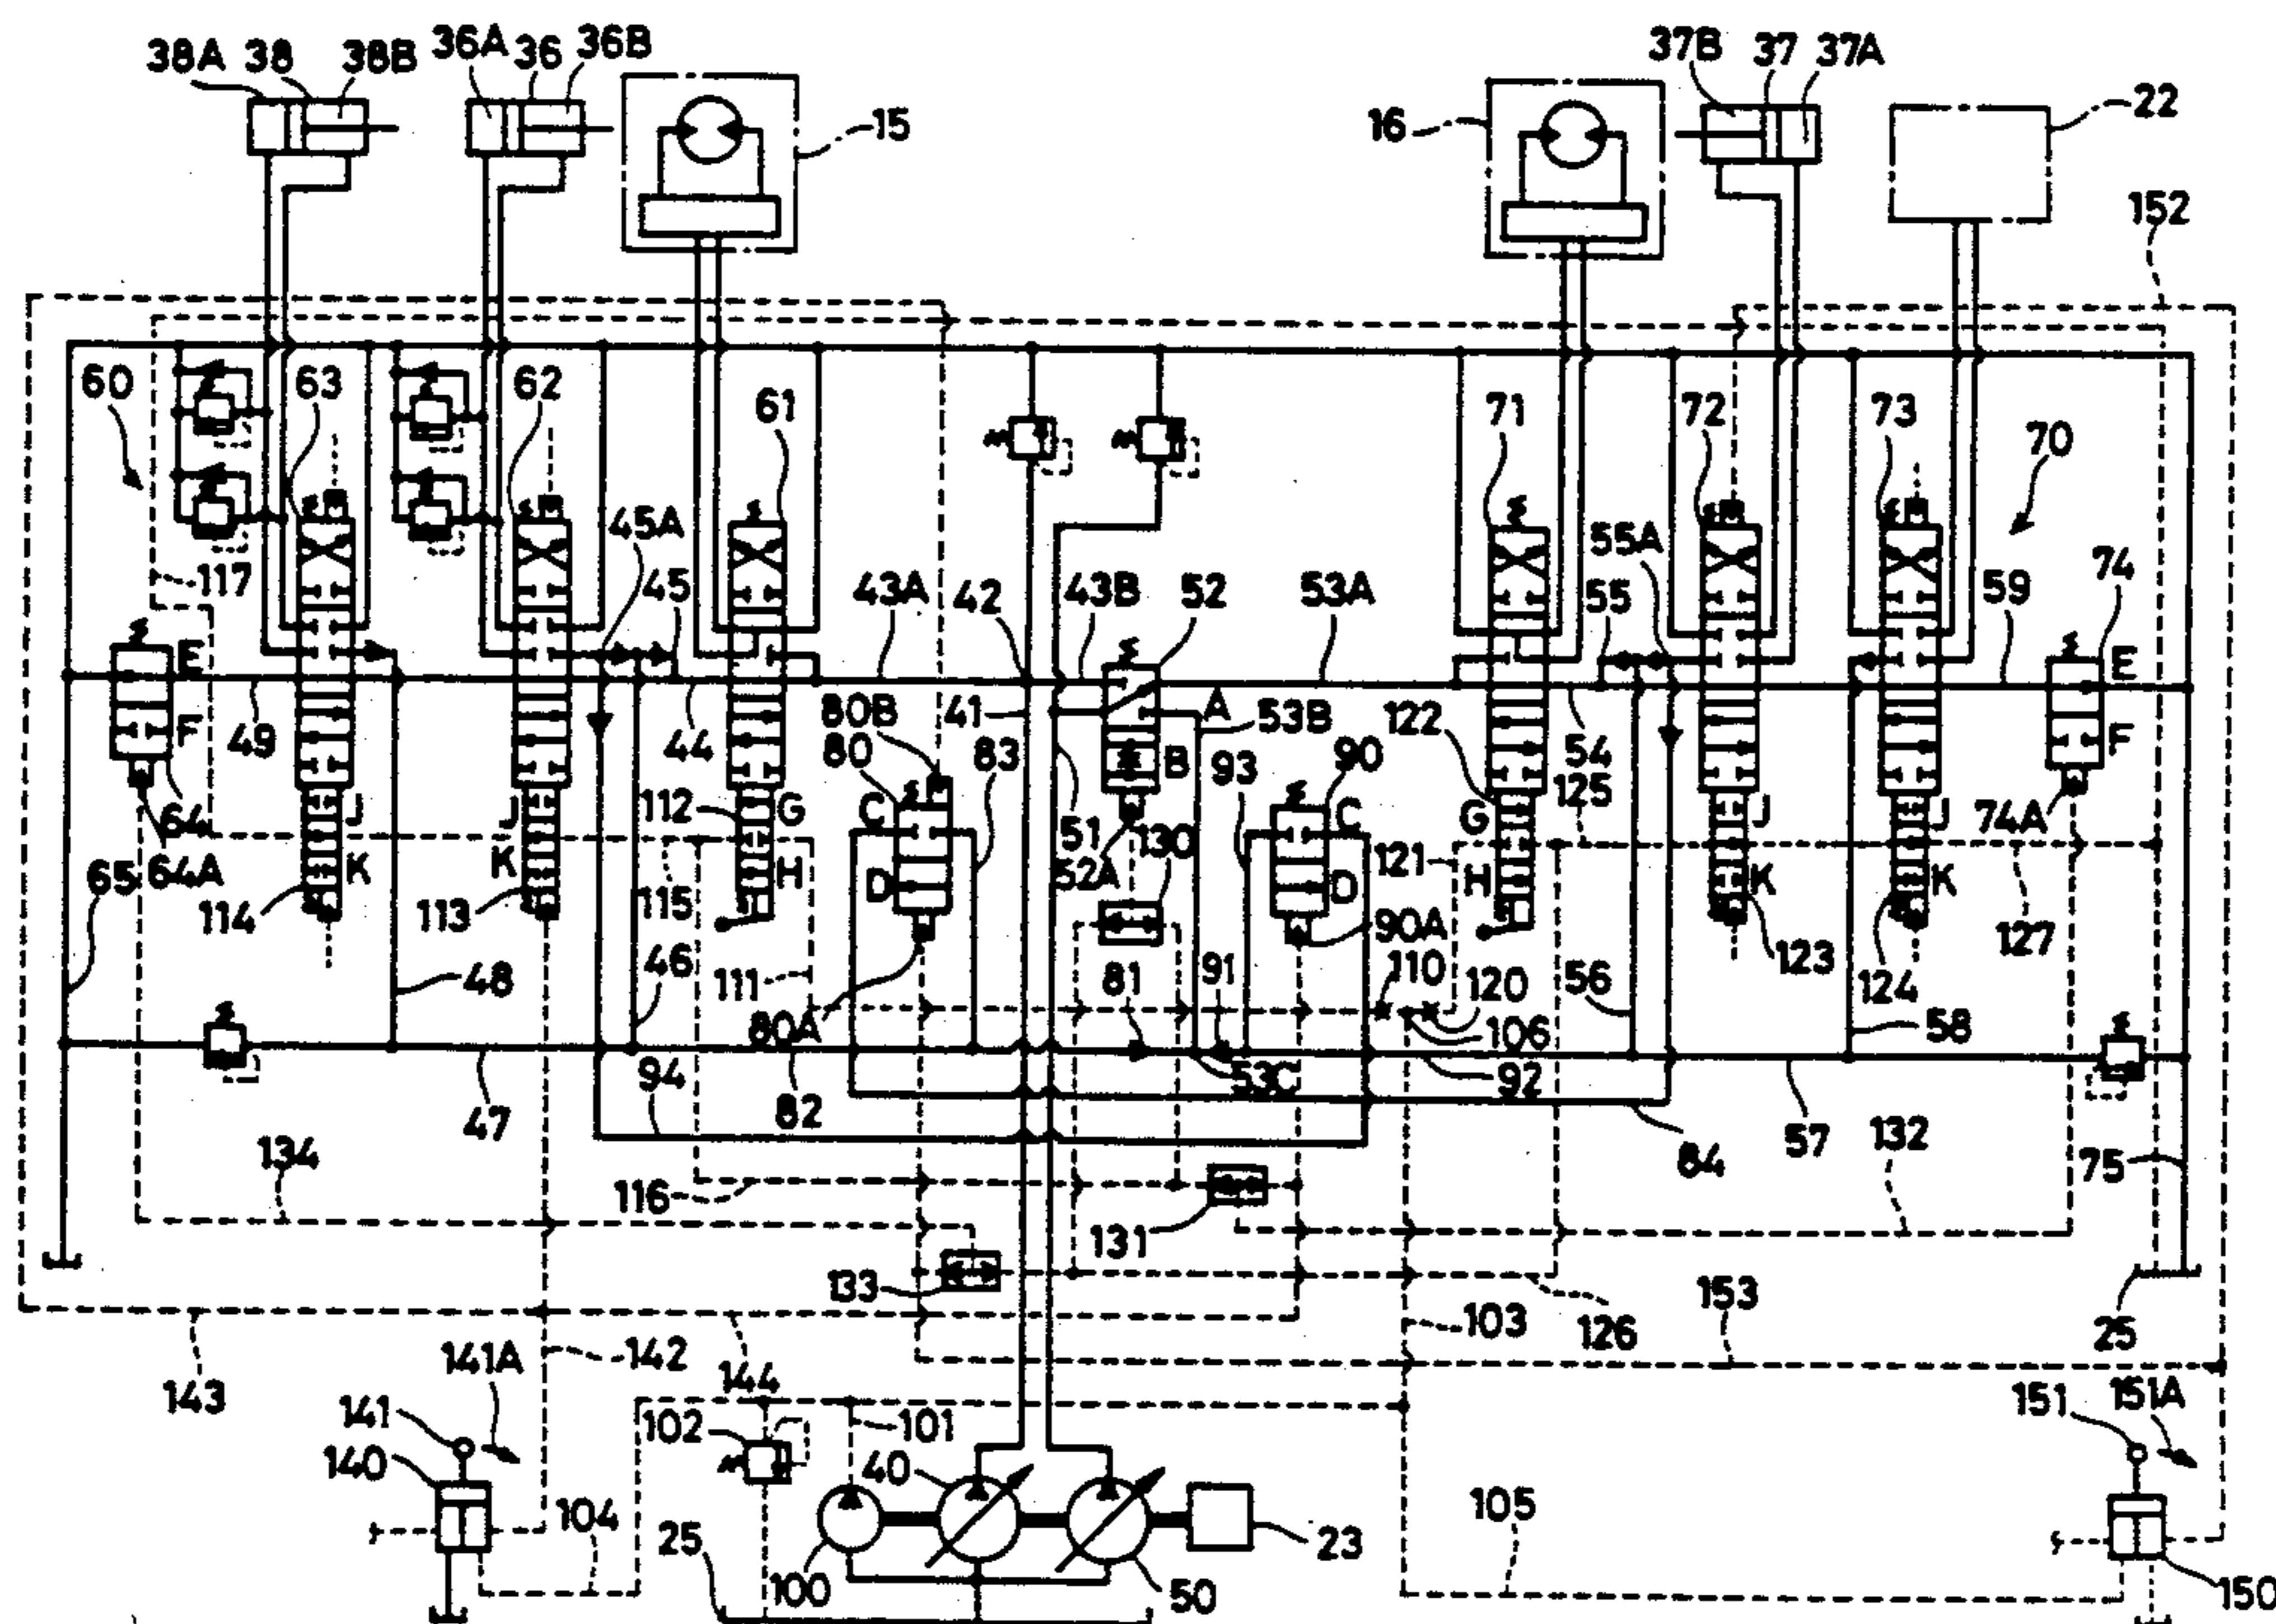 38A 38 38B 36A 36 36B 37B 37 37A
15 16 22
152
60 63 62 61 71 72 73 70
45A 55A
117 45 43A 42 43B 52 53A 55 74 59
E E
F 49 44 80B 41 A 53B 122 54 F
80 83 B 93 90 125
64 J J 112 G C 51 130 C G J J 74A
65 64A K K H D 52A D 121 H K K
114 113 115 90A 123 124 127
48 46 111 81 91 110 56 58
80A 120
106
94 53C 92
47 82 57 132
134 84 75
116
131
133 153
103 126 25
143 141A 142 144
141 102 101 151 151A
140 40 105
104
25 100 50 23 150